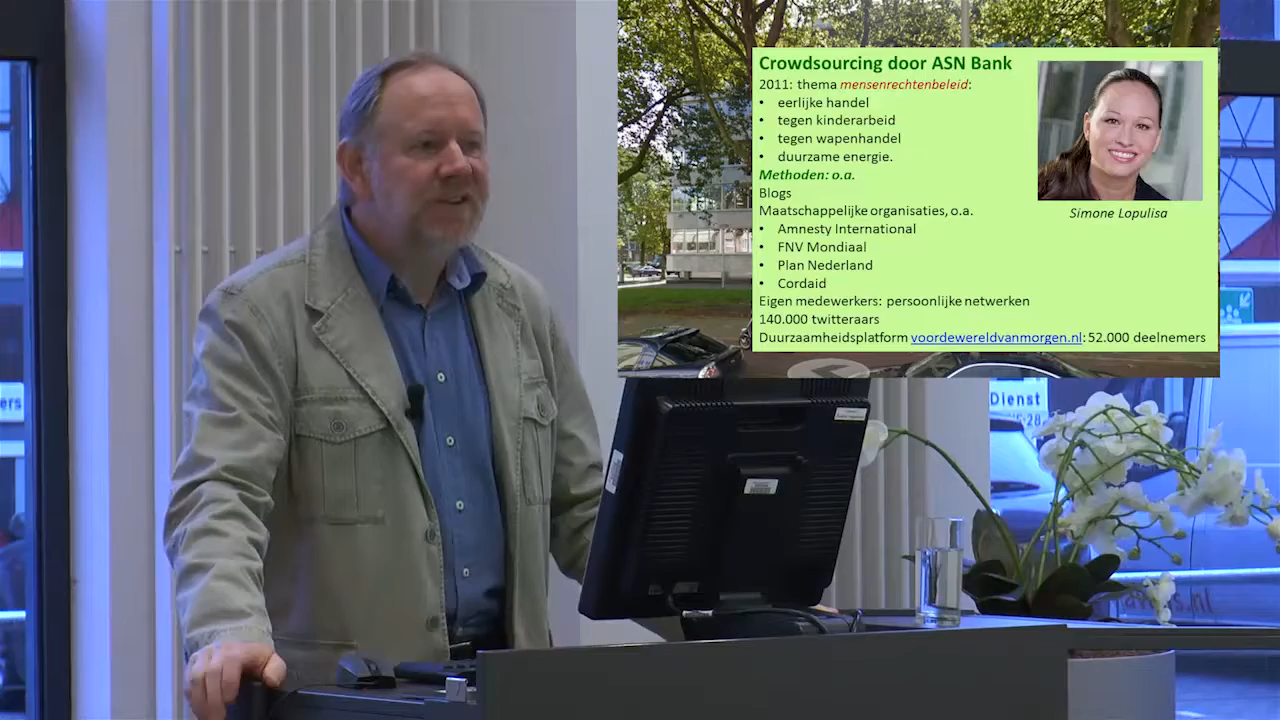 Crowdsourcing door ASN Bank
2011: thema mensenrechtenbeleid:
• eerlijke handel
• tegen kinderarbeid
• tegen wapenhandel
• duurzame energie.
Methoden: o.a.
Blogs
Maatschappelijke organisaties, o.a.
• Amnesty International
• FNV Mondiaal
• Plan Nederland
• Cordaid
Eigen medewerkers: persoonlijke netwerken
140.000 twitteraars
Duurzaamheidsplatform voordewereldvanmorgen.nl: 52.000 deelnemers
Simone Lopulisa
ers
Dienst